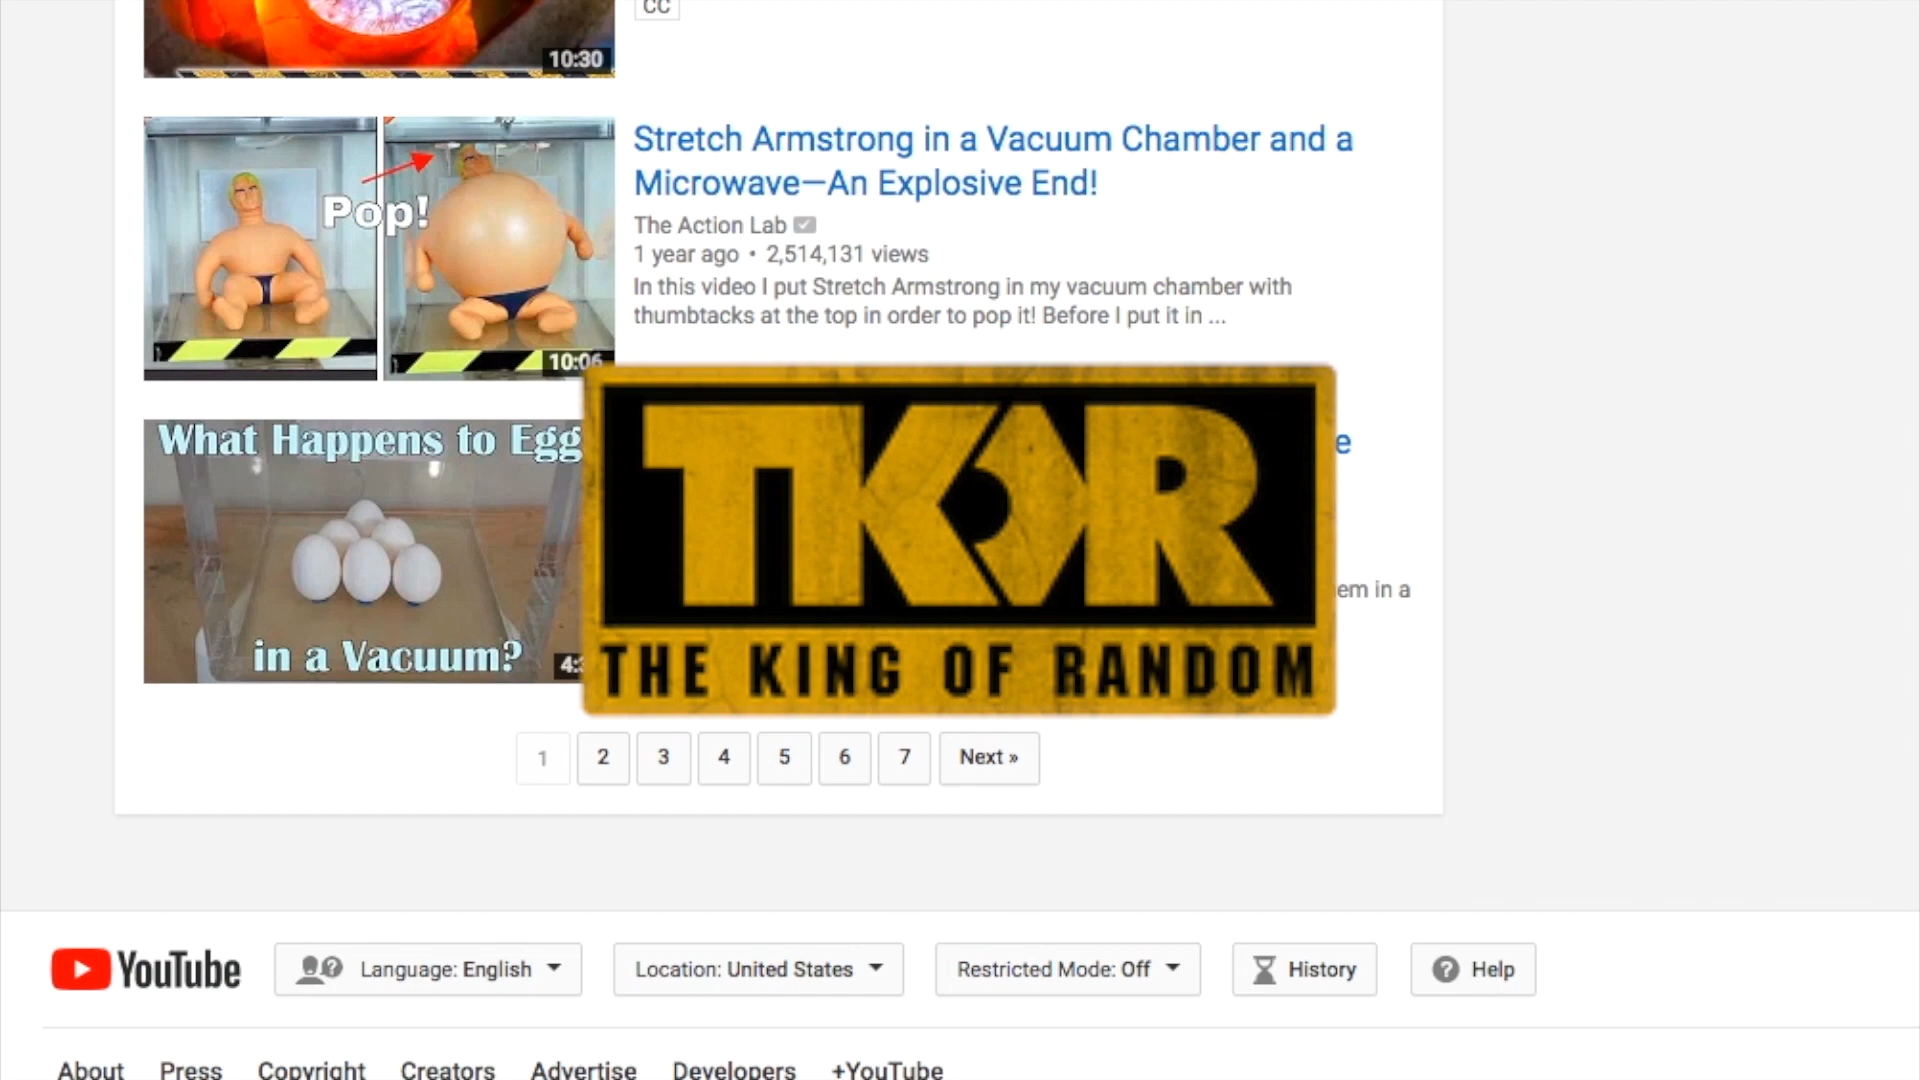 CC
10:30
Pop!
10:06
Stretch Armstrong in a Vacuum Chamber and a
Microwave—An Explosive End!
The Action Lab
1 year ago • 2,514,131 views
In this video I put Stretch Armstrong in my vacuum chamber with
thumbtacks at the top in order to pop it! Before I put it in ...
What Happens to Egg
in a Vacuum?
em in a
TKOR
THE KING OF RANDOM
1 2 3 4 5 6 7 Next »
YouTube Language: English Location: United States Restricted Mode: Off History Help
About Press Copyright Creators Advertise Developers +YouTube